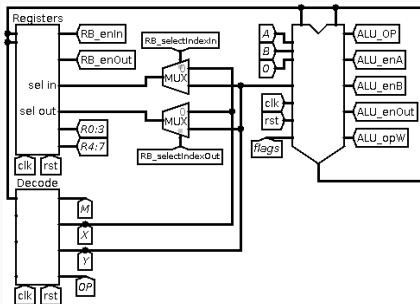 Registers
RB_enIn
RB_enOut
sel in
sel out
R0:3
R4:7
clk
rst
RB_selectIndexIn
0
MUX
0
MUX
RB_selectIndexOut
A
B
O
clk
rst
flags
ALU_OP
ALU_enA
ALU_enB
ALU_enOut
ALU_opW
Decode
M
X
Y
OP
clk
rst